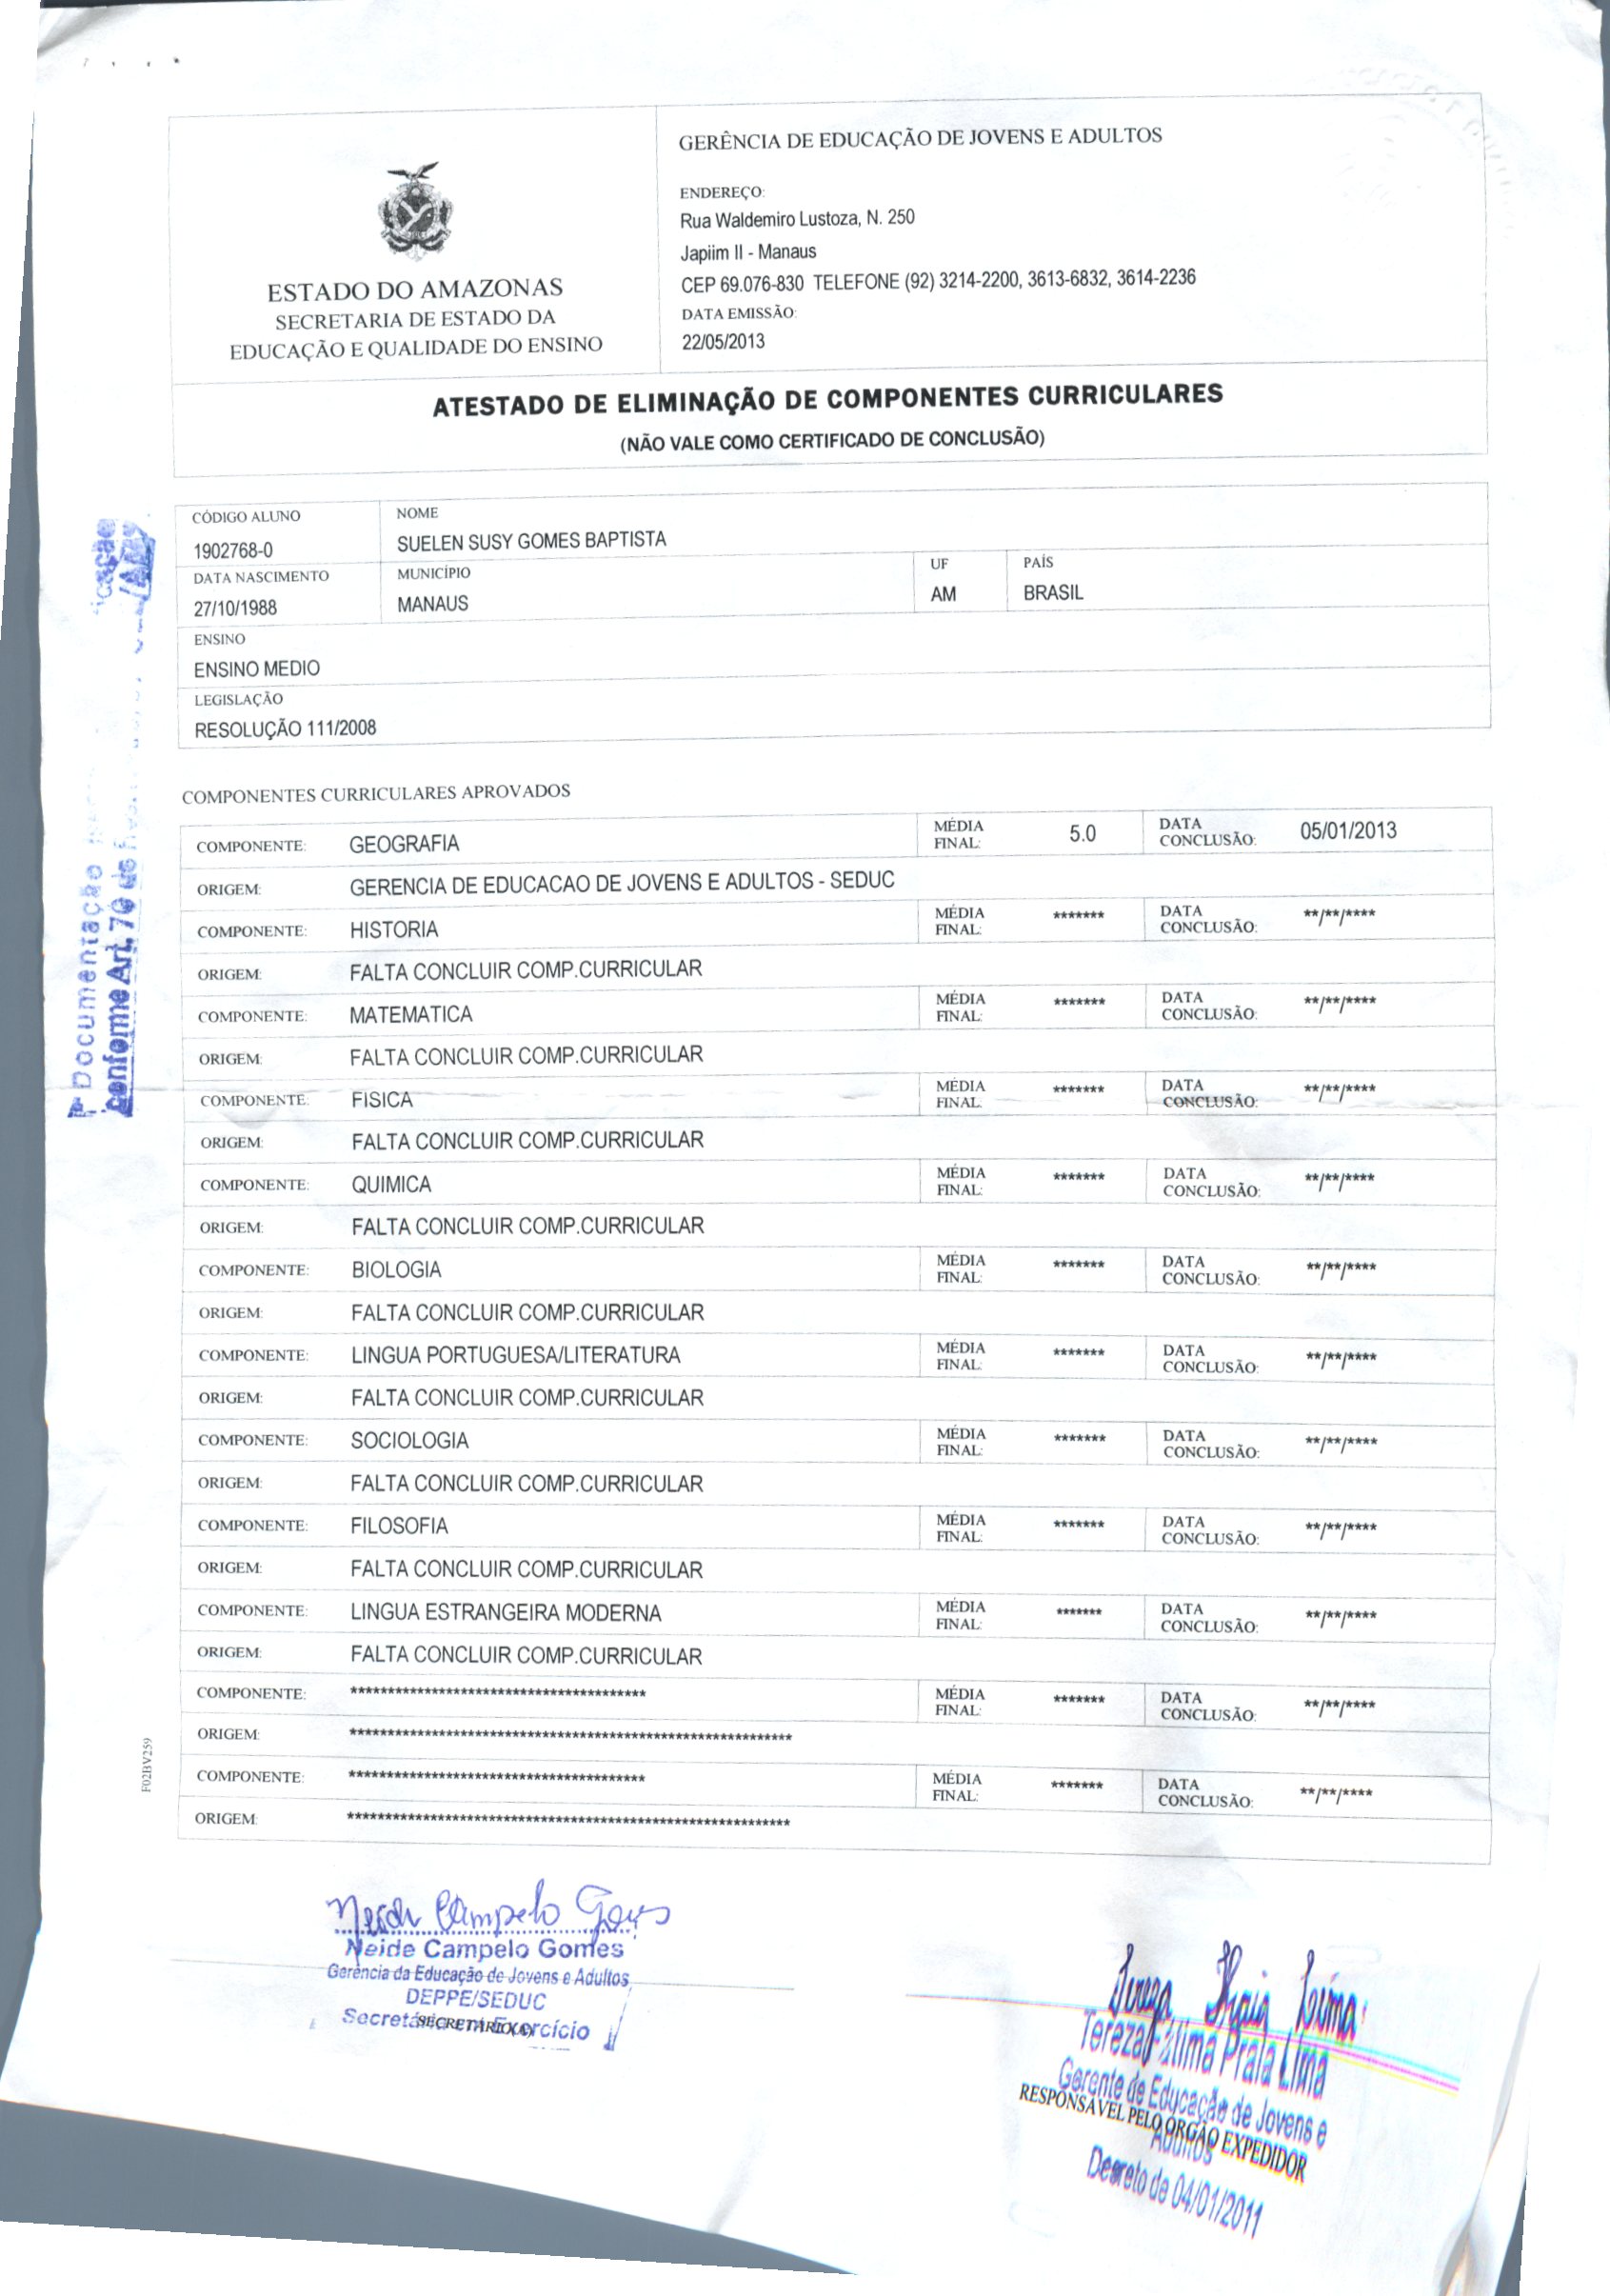 ESTADO DO AMAZONAS
SECRETARIA DE ESTADO DA
EDUCAÇÃO E QUALIDADE DO ENSINO
GERÊNCIA DE EDUCAÇÃO DE JOVENS E ADULTOS
ENDEREÇO:
Rua Waldemiro Lustoza, N. 250
Japiim II - Manaus
CEP 69.076-830 TELEFONE (92) 3214-2200, 3613-6832, 3614-2236
DATA EMISSÃO:
22/05/2013
ATESTADO DE ELIMINAÇÃO DE COMPONENTES CURRICULARES
(NÃO VALE COMO CERTIFICADO DE CONCLUSÃO)
CÓDIGO ALUNO NOME
1902768-0 SUELEN SUSY GOMES BAPTISTA
DATA NASCIMENTO MUNICÍPIO UF PAÍS
27/10/1988 MANAUS AM BRASIL
ENSINO
ENSINO MEDIO
LEGISLAÇÃO
RESOLUÇÃO 111/2008
COMPONENTES CURRICULARES APROVADOS
COMPONENTE: GEOGRAFIA MÉDIA FINAL: 5.0 DATA CONCLUSÃO: 05/01/2013
ORIGEM: GERENCIA DE EDUCACAO DE JOVENS E ADULTOS - SEDUC
COMPONENTE: HISTORIA MÉDIA FINAL: ******* DATA CONCLUSÃO: **/**/****
ORIGEM: FALTA CONCLUIR COMP.CURRICULAR
COMPONENTE: MATEMATICA MÉDIA FINAL: ******* DATA CONCLUSÃO: **/**/****
ORIGEM: FALTA CONCLUIR COMP.CURRICULAR
COMPONENTE: FISICA MÉDIA FINAL: ******* DATA CONCLUSÃO: **/**/****
ORIGEM: FALTA CONCLUIR COMP.CURRICULAR
COMPONENTE: QUIMICA MÉDIA FINAL: ******* DATA CONCLUSÃO: **/**/****
ORIGEM: FALTA CONCLUIR COMP.CURRICULAR
COMPONENTE: BIOLOGIA MÉDIA FINAL: ******* DATA CONCLUSÃO: **/**/****
ORIGEM: FALTA CONCLUIR COMP.CURRICULAR
COMPONENTE: LINGUA PORTUGUESA/LITERATURA MÉDIA FINAL: ******* DATA CONCLUSÃO: **/**/****
ORIGEM: FALTA CONCLUIR COMP.CURRICULAR
COMPONENTE: SOCIOLOGIA MÉDIA FINAL: ******* DATA CONCLUSÃO: **/**/****
ORIGEM: FALTA CONCLUIR COMP.CURRICULAR
COMPONENTE: FILOSOFIA MÉDIA FINAL: ******* DATA CONCLUSÃO: **/**/****
ORIGEM: FALTA CONCLUIR COMP.CURRICULAR
COMPONENTE: LINGUA ESTRANGEIRA MODERNA MÉDIA FINAL: ******* DATA CONCLUSÃO: **/**/****
ORIGEM: FALTA CONCLUIR COMP.CURRICULAR
COMPONENTE: **************************************** MÉDIA FINAL: ******* DATA CONCLUSÃO: **/**/****
ORIGEM: ************************************************************
COMPONENTE: **************************************** MÉDIA FINAL: ******* DATA CONCLUSÃO: **/**/****
ORIGEM: ************************************************************
F02BV259
Documentação
conforme Art. 70 do
Neide Campelo Gomes
Neide Campelo Gomes
Gerência da Educação de Jovens e Adultos
DEPPE/SEDUC
Secretária em Exercício
SECRETÁRIO(A)
Tereza Lima
Tereza Fátima Praia Lima
Gerente de Educação de Jovens e
Adultos
RESPONSÁVEL PELO ORGÃO EXPEDIDOR
Decreto de 04/01/2011